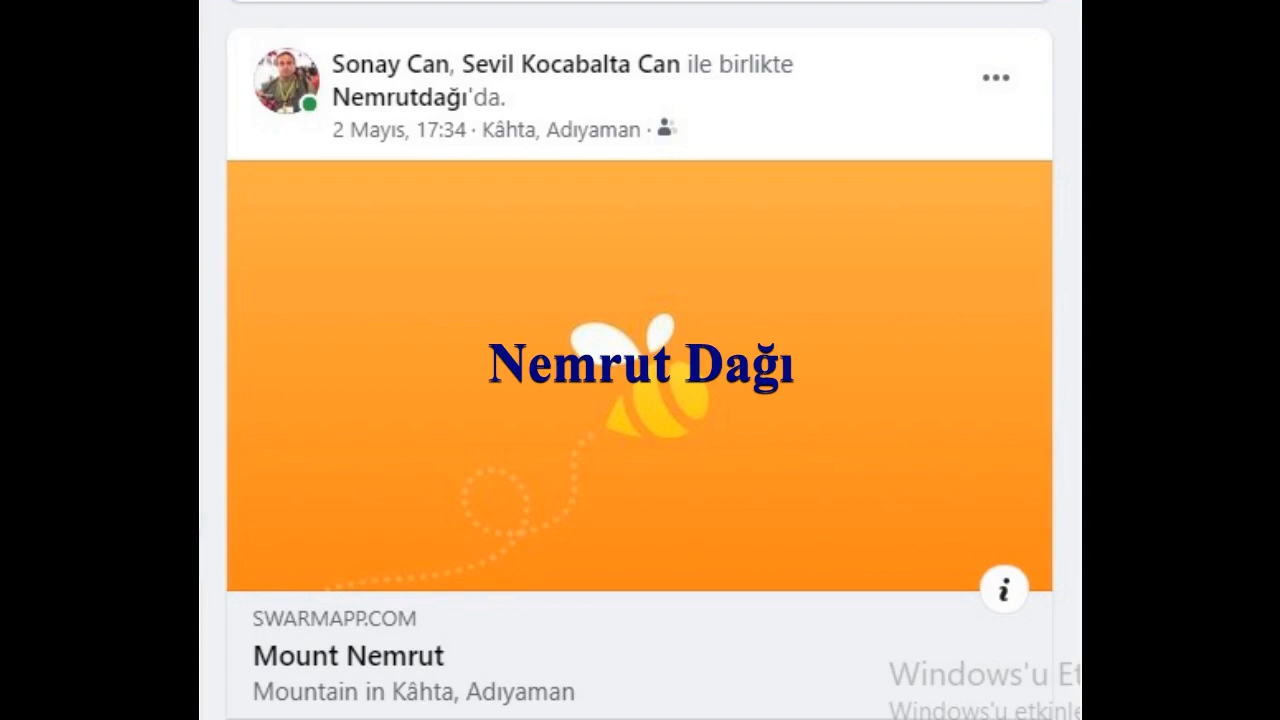 Sonay Can, Sevil Kocabalta Can ile birlikte
Nemrutdağı'da.
2 Mayıs, 17:34 · Kâhta, Adıyaman ·
Nemrut Dağı
i
SWARMAPP.COM
Mount Nemrut
Mountain in Kâhta, Adıyaman
Windows'u Et
Windows'u etkinle